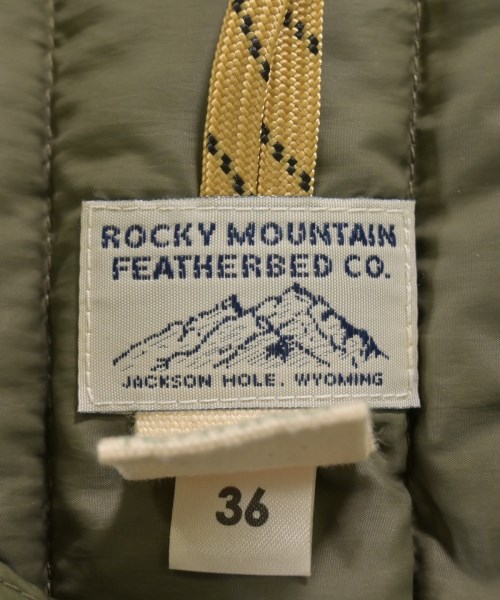 ROCKY MOUNTAIN
FEATHERBED CO.
JACKSON HOLE. WYOMING
36